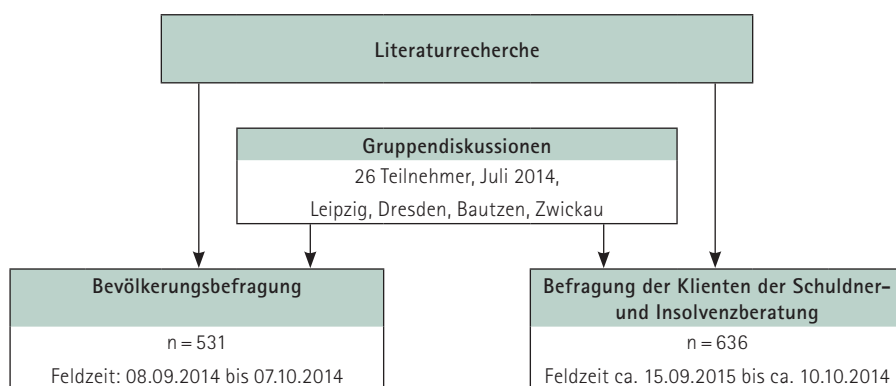 Literaturrecherche
Gruppendiskussionen
26 Teilnehmer, Juli 2014,
Leipzig, Dresden, Bautzen, Zwickau
Bevölkerungsbefragung
n = 531
Feldzeit: 08.09.2014 bis 07.10.2014
Befragung der Klienten der Schuldner-
und Insolvenzberatung
n = 636
Feldzeit ca. 15.09.2015 bis ca. 10.10.2014